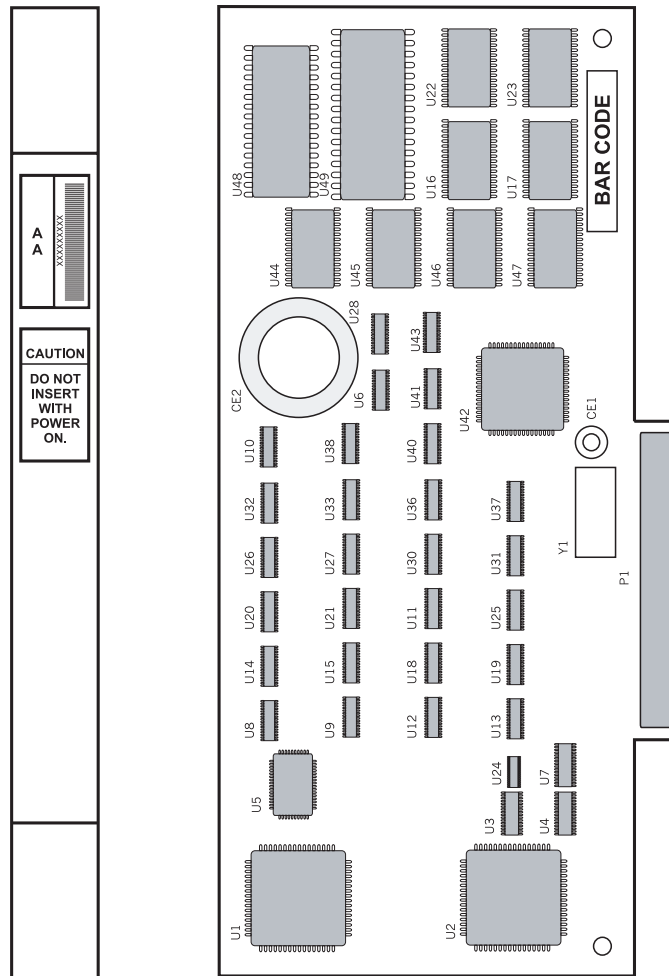 A
A
XXXXXXXXX
CAUTION
DO NOT
INSERT
WITH
POWER
ON.
BAR CODE
U48
U49
U22
U23
U16
U17
U44
U45
U46
U47
U28
U43
CE2
U6
U41
U42
CE1
U10
U38
U40
U32
U33
U36
U37
Y1
P1
U26
U27
U30
U31
U20
U21
U11
U25
U14
U15
U18
U19
U8
U9
U12
U13
U5
U24
U7
U3
U4
U1
U2